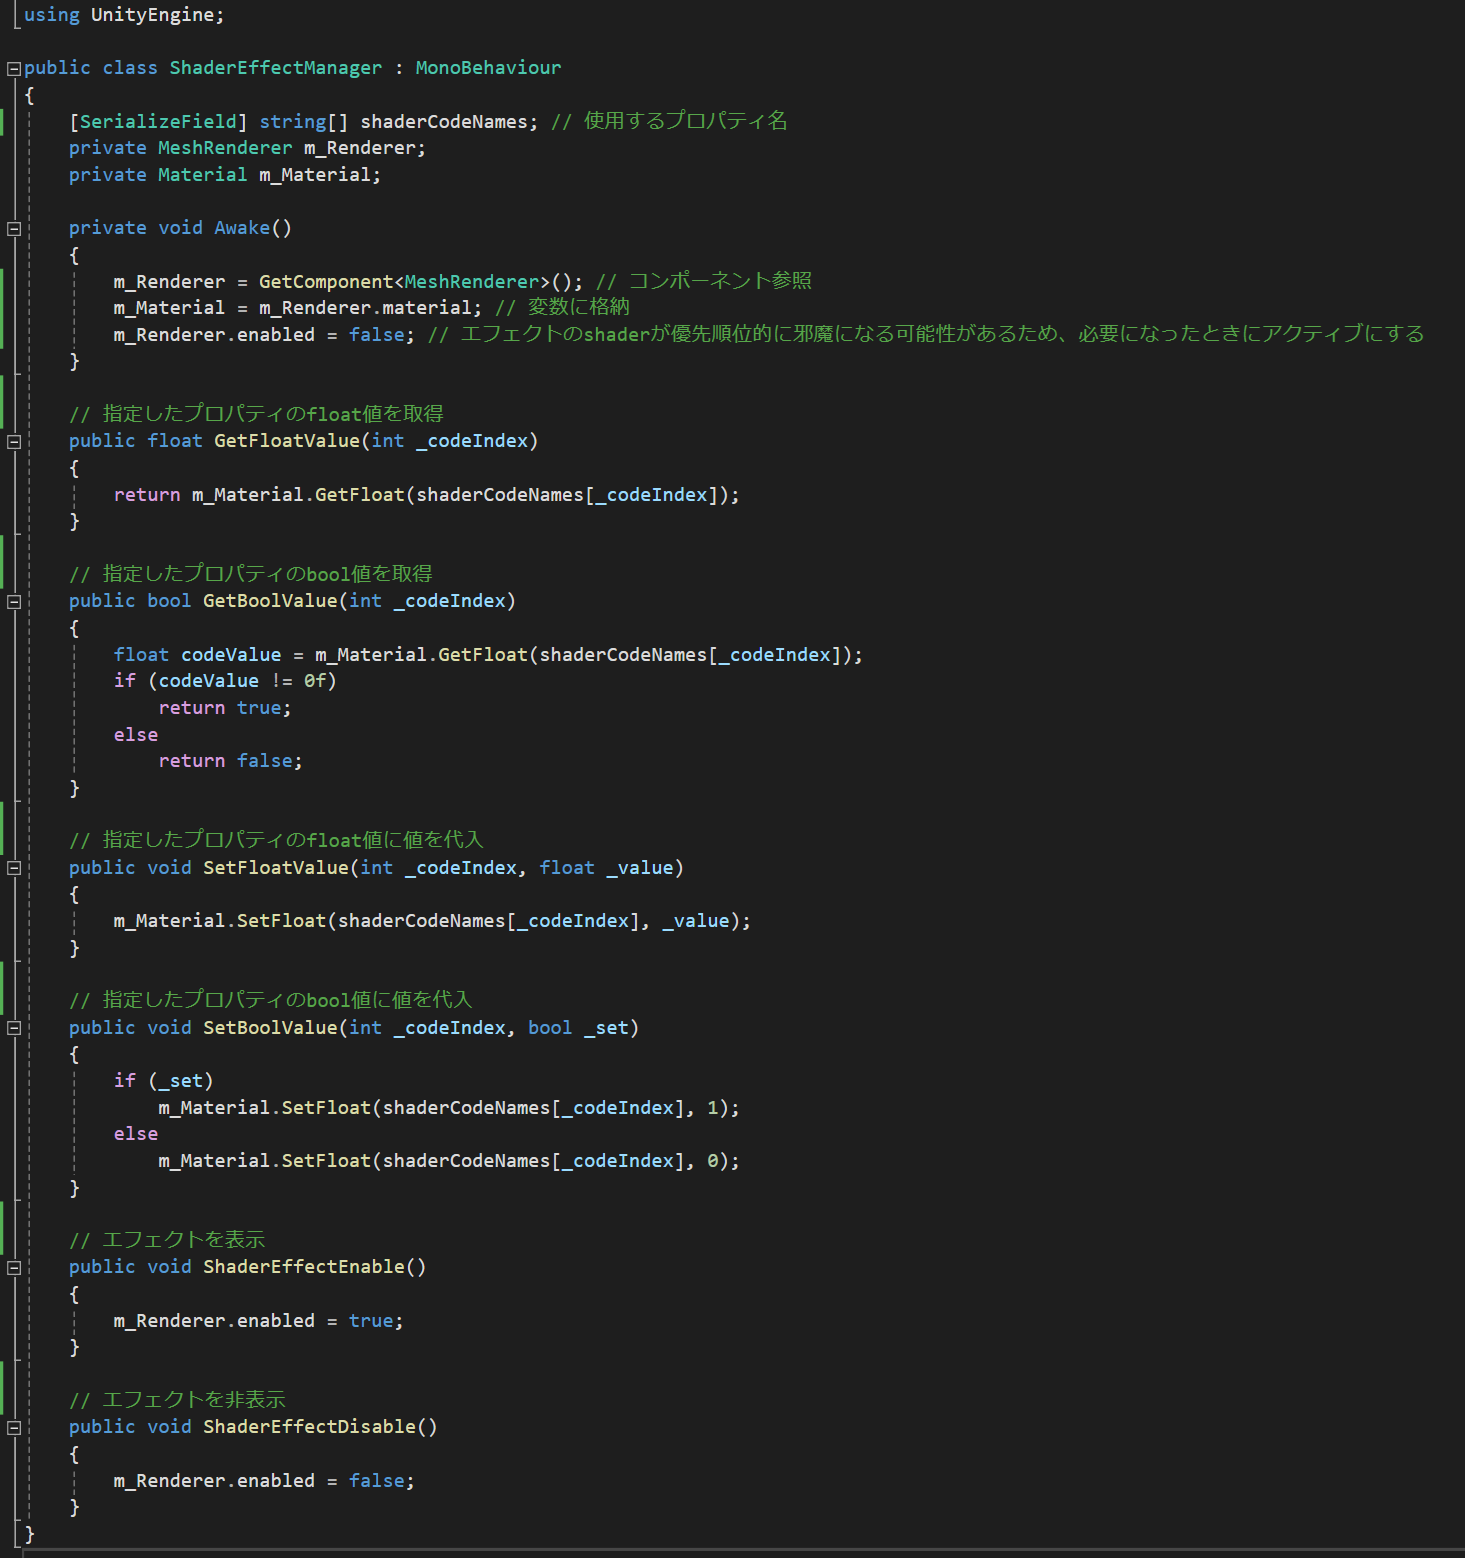 using UnityEngine;
public class ShaderEffectManager : MonoBehaviour
{
[SerializeField] string[] shaderCodeNames; // 使用するプロパティ名
private MeshRenderer m_Renderer;
private Material m_Material;
private void Awake()
{
m_Renderer = GetComponent<MeshRenderer>(); // コンポーネント参照
m_Material = m_Renderer.material; // 変数に格納
m_Renderer.enabled = false; // エフェクトのshaderが優先順位的に邪魔になる可能性があるため、必要になったときにアクティブにする
}
// 指定したプロパティのfloat値を取得
public float GetFloatValue(int _codeIndex)
{
return m_Material.GetFloat(shaderCodeNames[_codeIndex]);
}
// 指定したプロパティのbool値を取得
public bool GetBoolValue(int _codeIndex)
{
float codeValue = m_Material.GetFloat(shaderCodeNames[_codeIndex]);
if (codeValue != 0f)
return true;
else
return false;
}
// 指定したプロパティのfloat値に値を代入
public void SetFloatValue(int _codeIndex, float _value)
{
m_Material.SetFloat(shaderCodeNames[_codeIndex], _value);
}
// 指定したプロパティのbool値に値を代入
public void SetBoolValue(int _codeIndex, bool _set)
{
if (_set)
m_Material.SetFloat(shaderCodeNames[_codeIndex], 1);
else
m_Material.SetFloat(shaderCodeNames[_codeIndex], 0);
}
// エフェクトを表示
public void ShaderEffectEnable()
{
m_Renderer.enabled = true;
}
// エフェクトを非表示
public void ShaderEffectDisable()
{
m_Renderer.enabled = false;
}
}